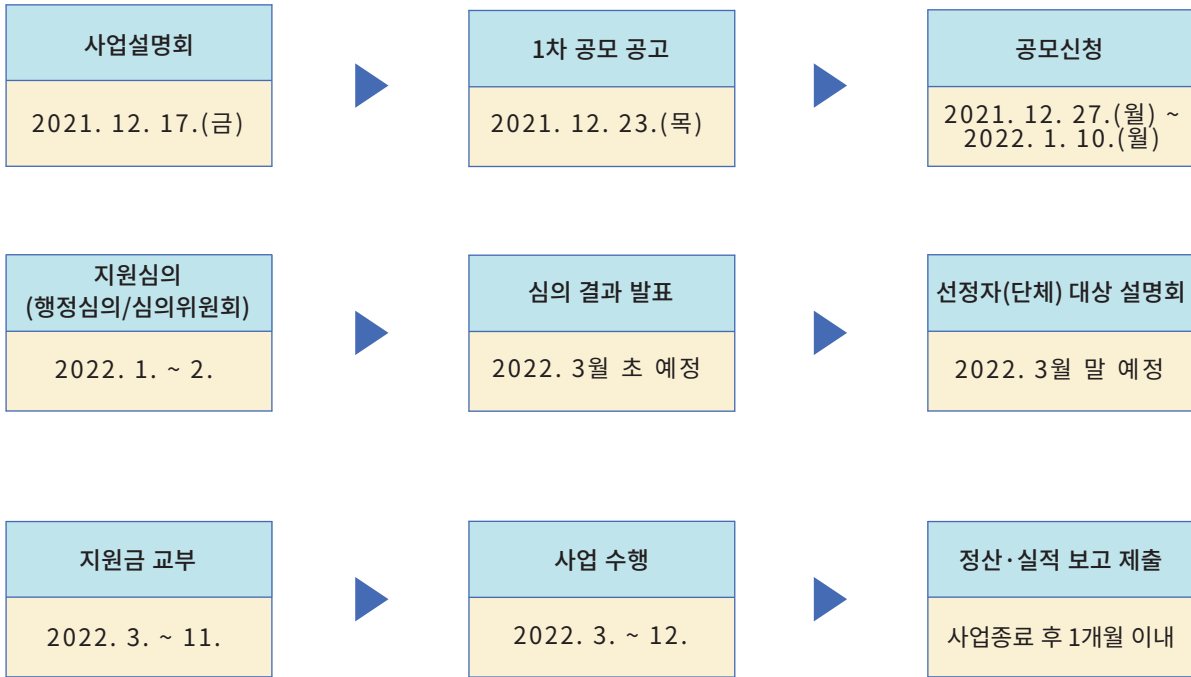 사업설명회
2021. 12. 17.(금)
1차 공모 공고
2021. 12. 23.(목)
공모신청
2021. 12. 27.(월) ~
2022. 1. 10.(월)
지원심의
(행정심의/심의위원회)
2022. 1. ~ 2.
심의 결과 발표
2022. 3월 초 예정
선정자(단체) 대상 설명회
2022. 3월 말 예정
지원금 교부
2022. 3. ~ 11.
사업 수행
2022. 3. ~ 12.
정산·실적 보고 제출
사업종료 후 1개월 이내